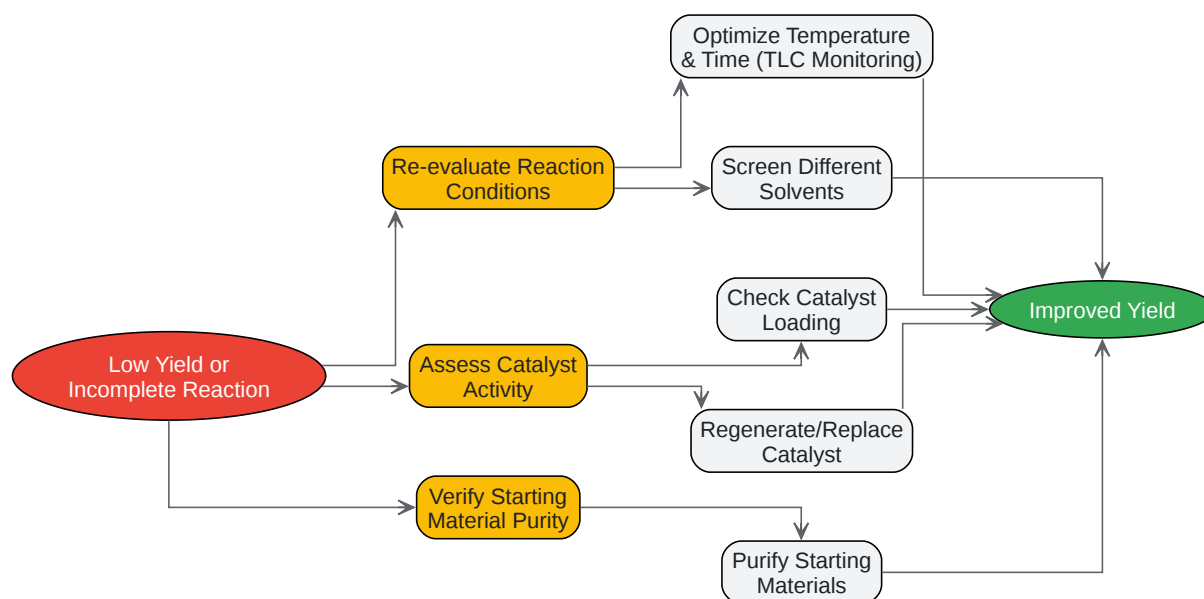 Optimize Temperature
& Time (TLC Monitoring)
Re-evaluate Reaction
Conditions
Screen Different
Solvents
Check Catalyst
Loading
Improved Yield
Low Yield or
Incomplete Reaction
Assess Catalyst
Activity
Regenerate/Replace
Catalyst
Verify Starting
Material Purity
Purify Starting
Materials